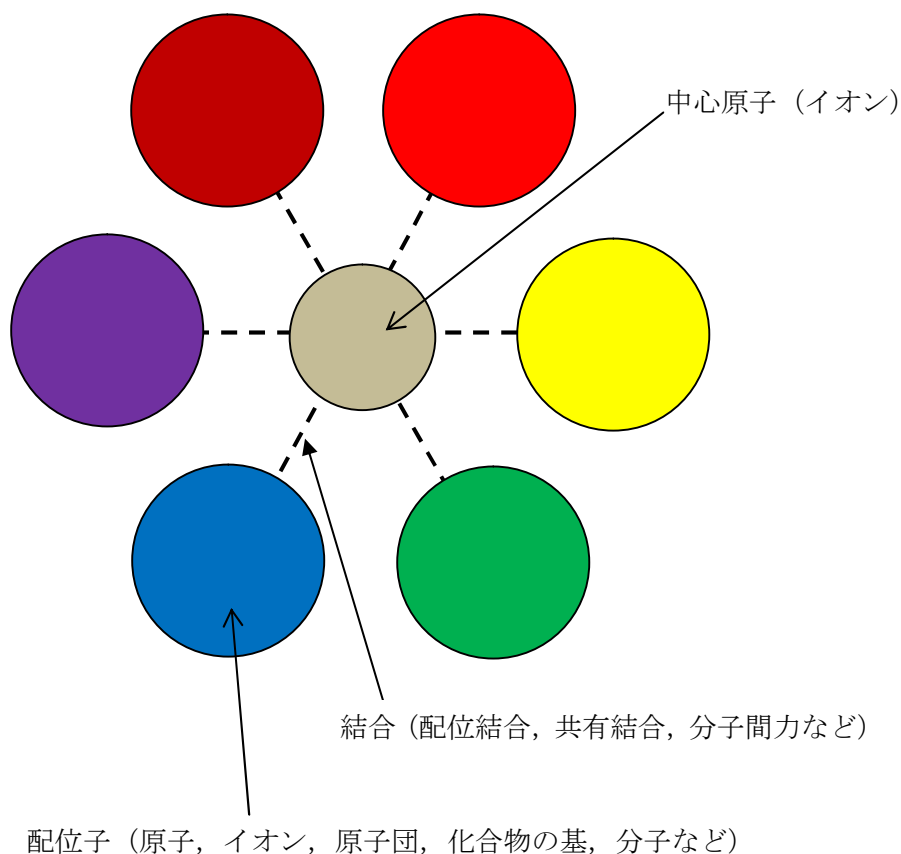 中心原子（イオン）
結合（配位結合，共有結合，分子間力など）
配位子（原子，イオン，原子団，化合物の基，分子など）